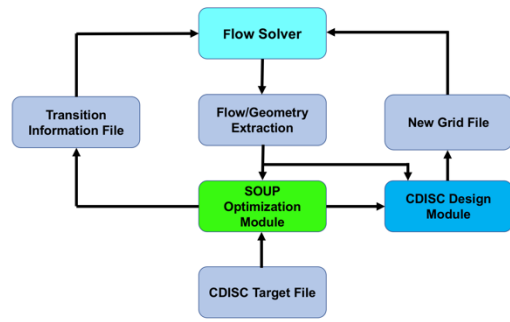 Flow Solver
Transition
Information File
Flow/Geometry
Extraction
New Grid File
SOUP
Optimization
Module
CDISC Design
Module
CDISC Target File